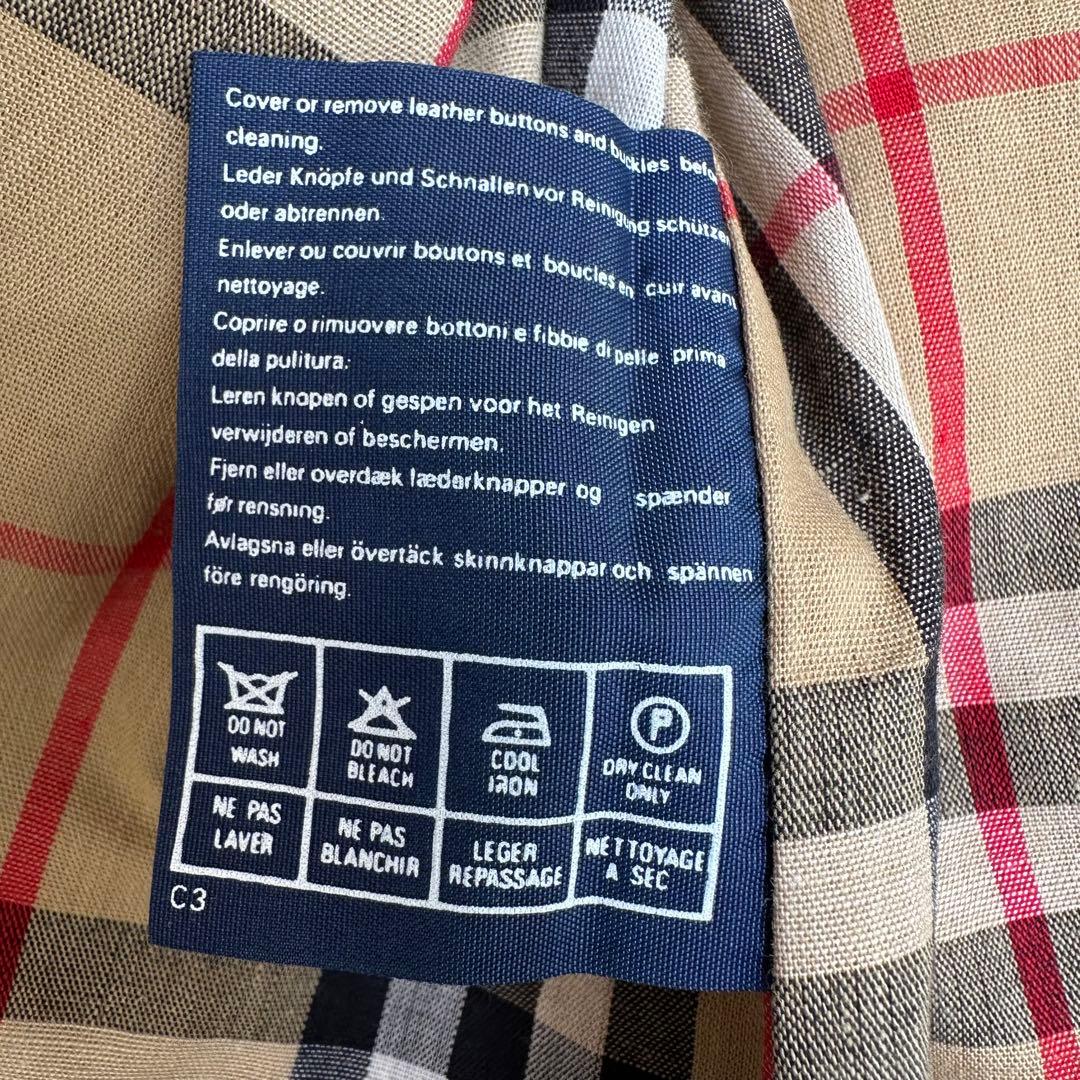 Cover or remove leather buttons and buckles befo
cleaning.
Leder Knöpfe und Schnallen vor Reinigung schützen
oder abtrennen
Enlever ou couvrir boutons et boucles en cuir avant
nettoyage.
Coprire o rimuovere bottoni e fibbie di pelle prima
della pulitura.
Leren knopen of gespen voor het Reinigen
verwijderen of beschermen.
Fjern eller overdæk læderknapper og spænder
før rensning.
Avlagsna eller övertäck skinnknappar och spännen
före rengöring.
DO NOT
WASH
DO NOT
BLEACH
COOL
IRON
P
DRY CLEAN
ONLY
NE PAS
LAVER
NE PAS
BLANCHIR
LEGER
REPASSAGE
NETTOYAGE
A SEC
C3